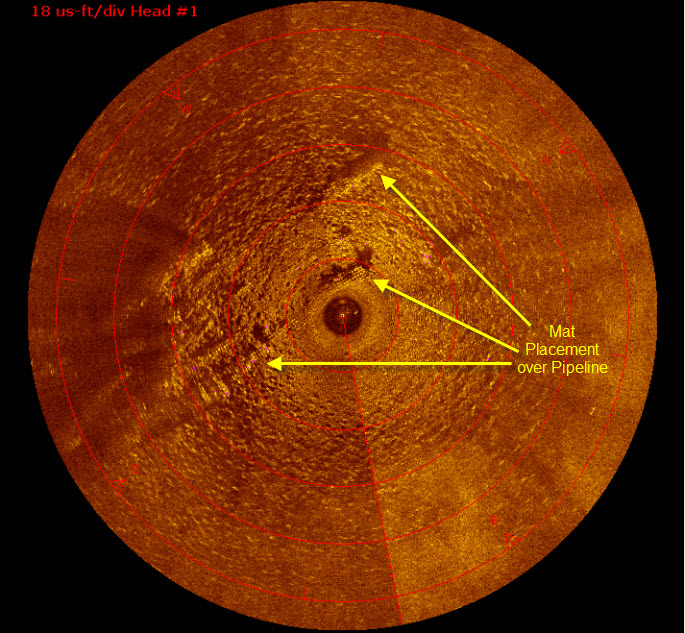 18 us-ft/div Head #1
Mat
Placement
over Pipeline